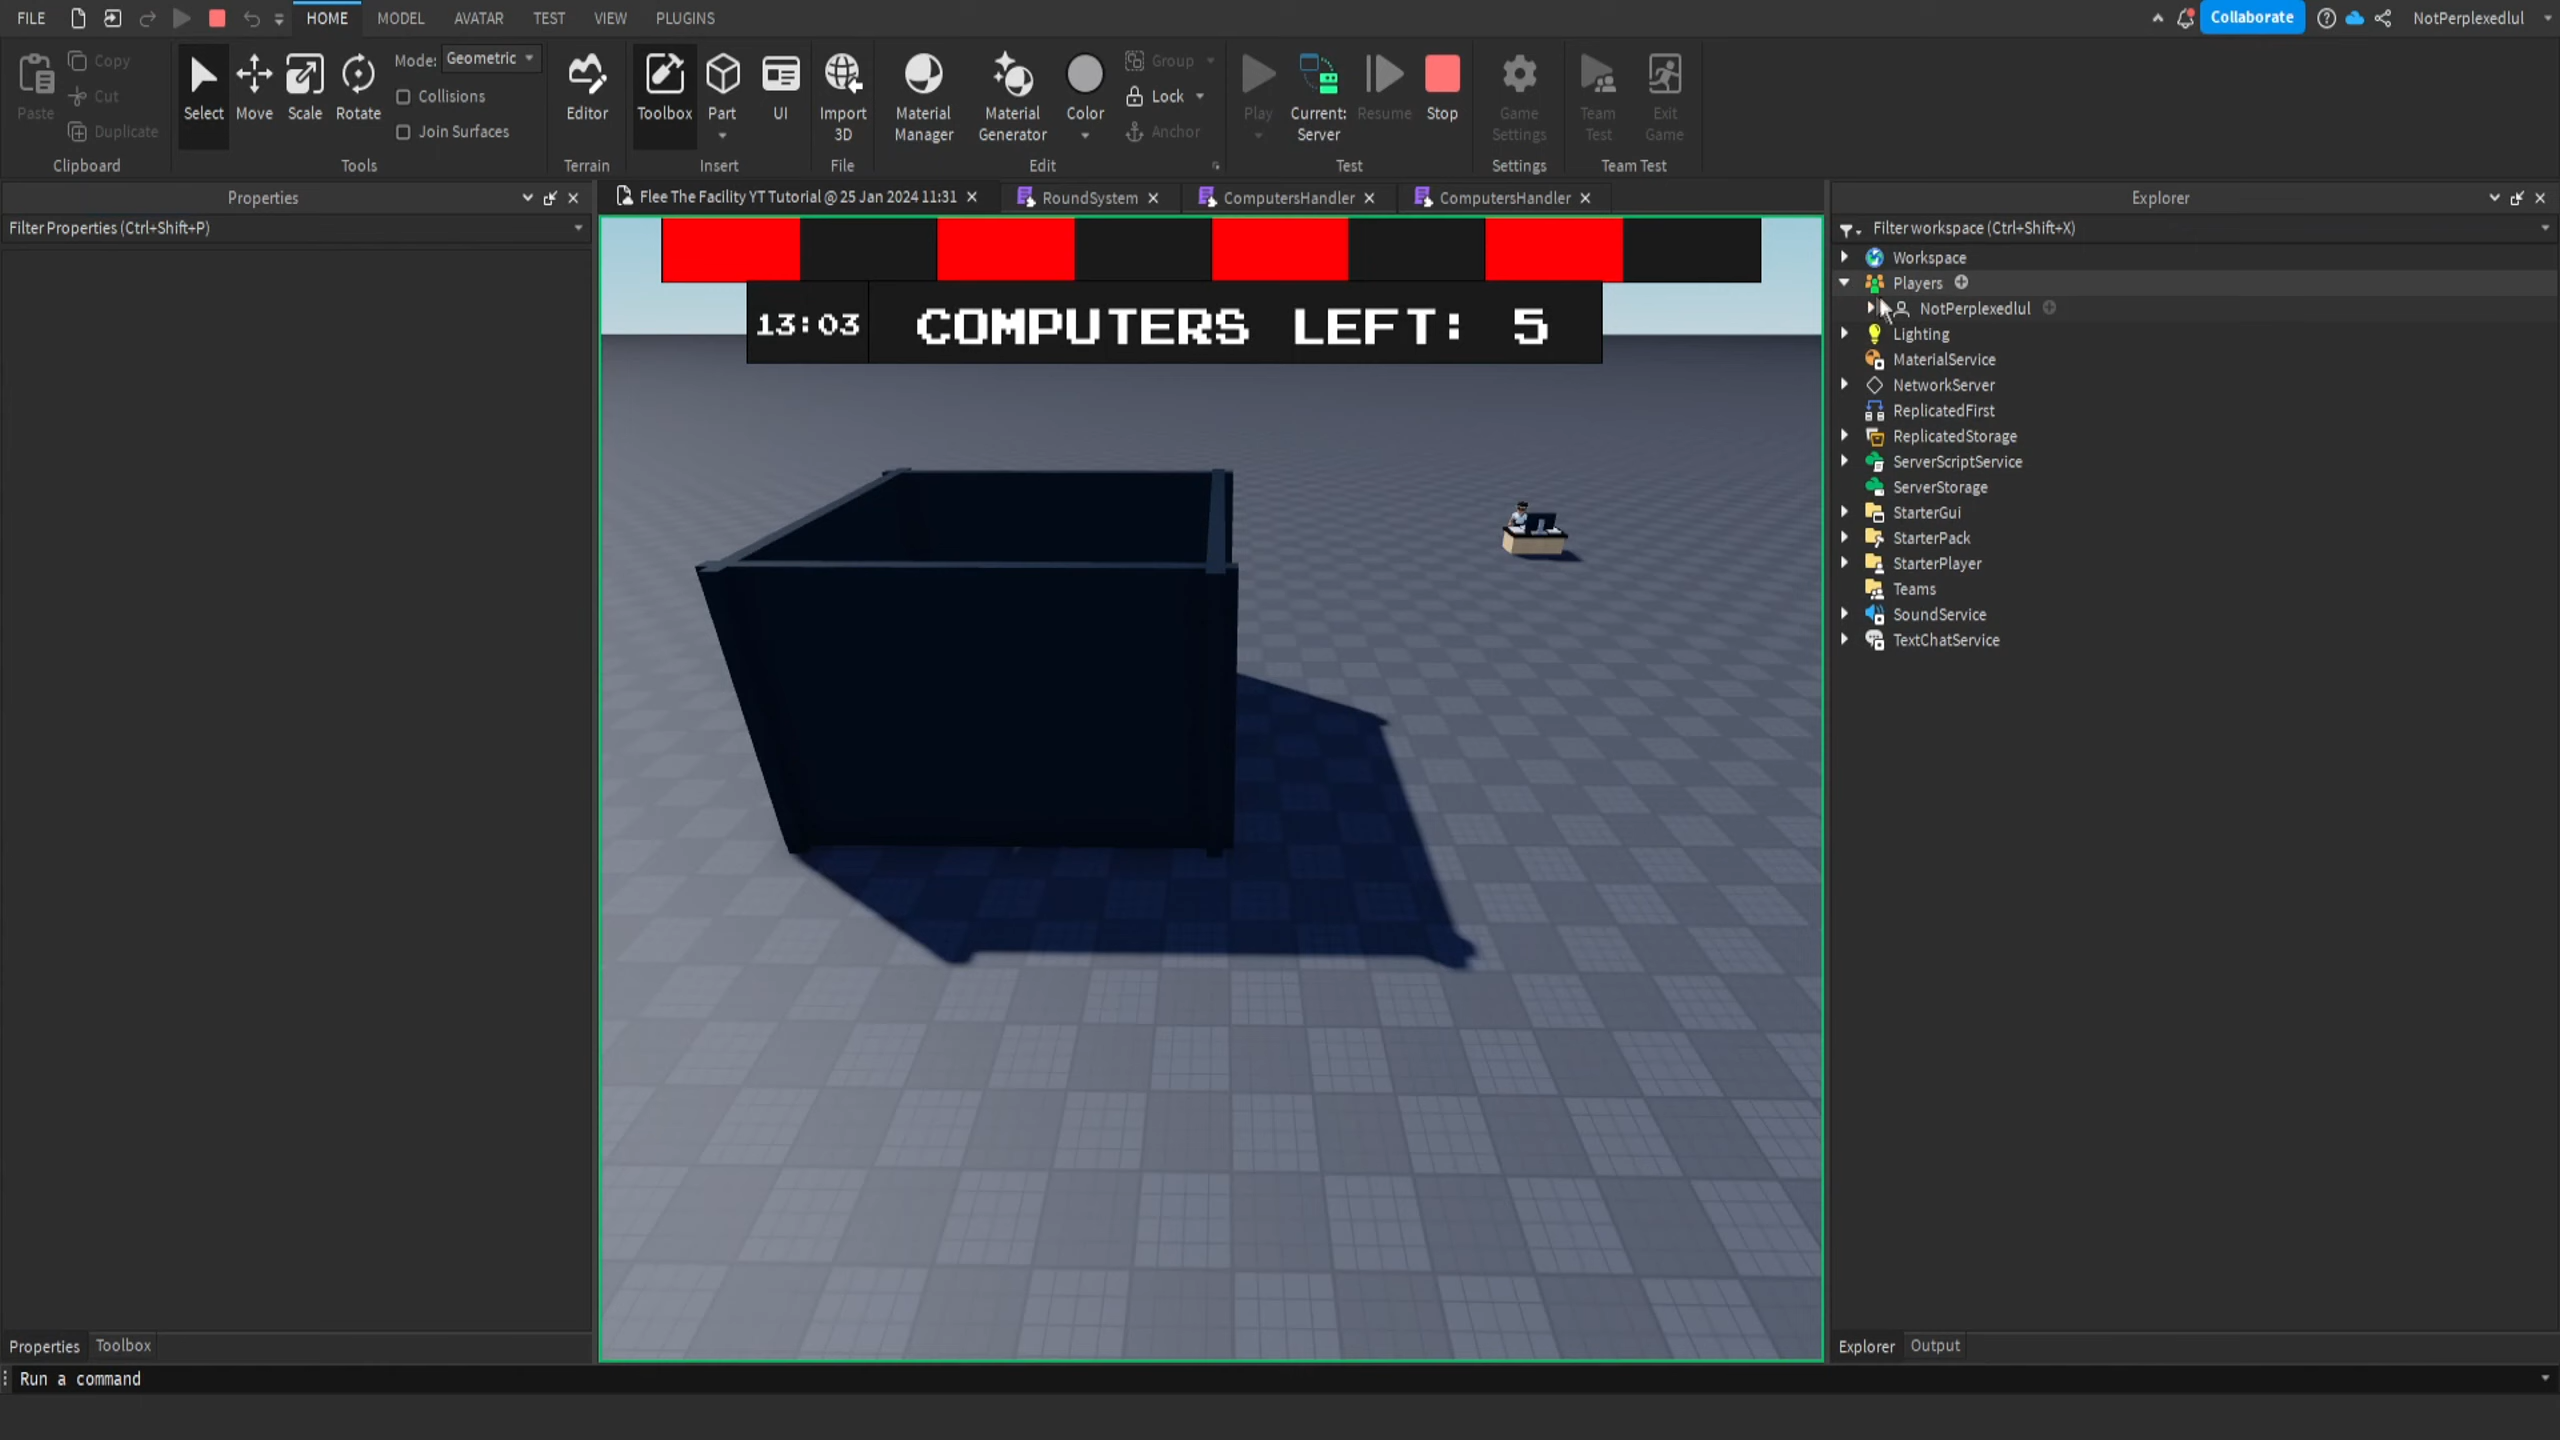 FILE HOME MODEL AVATAR TEST VIEW PLUGINS Collaborate NotPerplexedlul
Paste Copy Cut Duplicate Clipboard
Select Move Scale Rotate Mode: Geometric Collisions Join Surfaces Tools
Editor Terrain
Toolbox Part UI Insert
Import 3D File
Material Manager Material Generator Color Group Lock Anchor Edit
Play Current: Server Resume Stop Test
Game Settings Settings
Team Test Exit Game Team Test
Properties
Filter Properties (Ctrl+Shift+P)
Flee The Facility YT Tutorial @ 25 Jan 2024 11:31 RoundSystem ComputersHandler ComputersHandler
13:03 COMPUTERS LEFT: 5
Explorer
Filter workspace (Ctrl+Shift+X)
Workspace
Players
NotPerplexedlul
Lighting
MaterialService
NetworkServer
ReplicatedFirst
ReplicatedStorage
ServerScriptService
ServerStorage
StarterGui
StarterPack
StarterPlayer
Teams
SoundService
TextChatService
Properties Toolbox
Explorer Output
Run a command